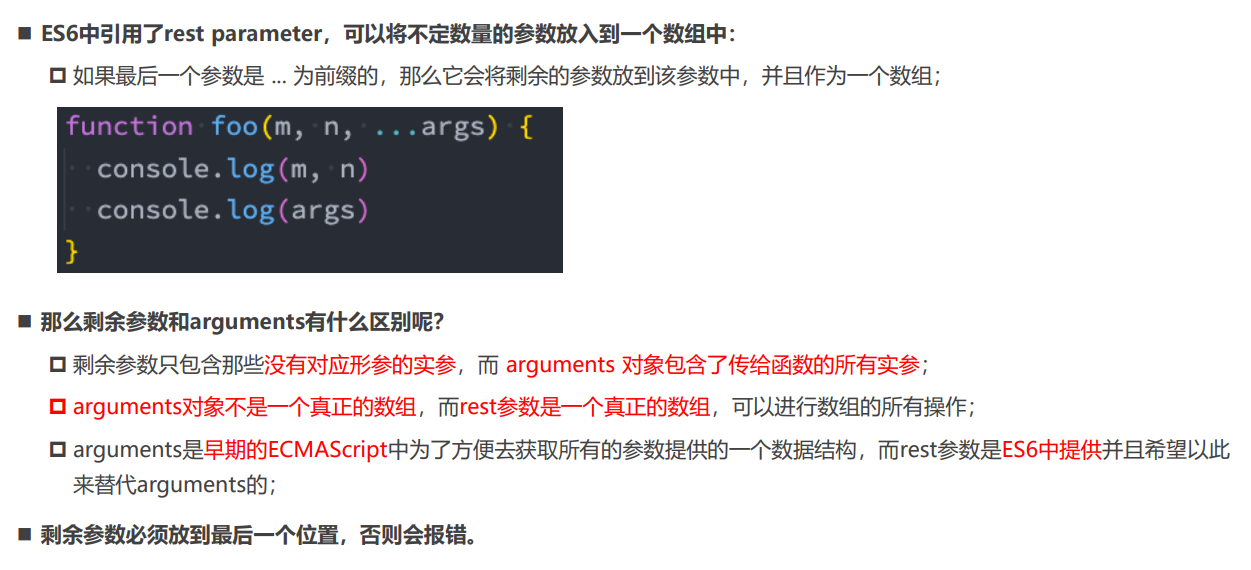 ES6中引用了rest parameter，可以将不定数量的参数放入到一个数组中：
如果最后一个参数是 ... 为前缀的，那么它会将剩余的参数放到该参数中，并且作为一个数组；
function foo(m, n, ...args) {
  console.log(m, n)
  console.log(args)
}
那么剩余参数和arguments有什么区别呢？
剩余参数只包含那些没有对应形参的实参，而 arguments 对象包含了传给函数的所有实参；
arguments对象不是一个真正的数组，而rest参数是一个真正的数组，可以进行数组的所有操作；
arguments是早期的ECMAScript中为了方便去获取所有的参数提供的一个数据结构，而rest参数是ES6中提供并且希望以此
来替代arguments的；
剩余参数必须放到最后一个位置，否则会报错。